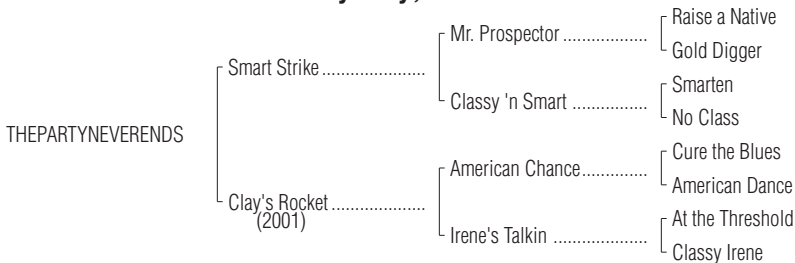 Raise a Native
Mr. Prospector ..................
Gold Digger
Smart Strike ......................
Smarten
Classy 'n Smart ................
No Class
THEPARTYNEVERENDS
Cure the Blues
American Chance..............
American Dance
Clay's Rocket ....................
(2001)
At the Threshold
Irene's Talkin ....................
Classy Irene